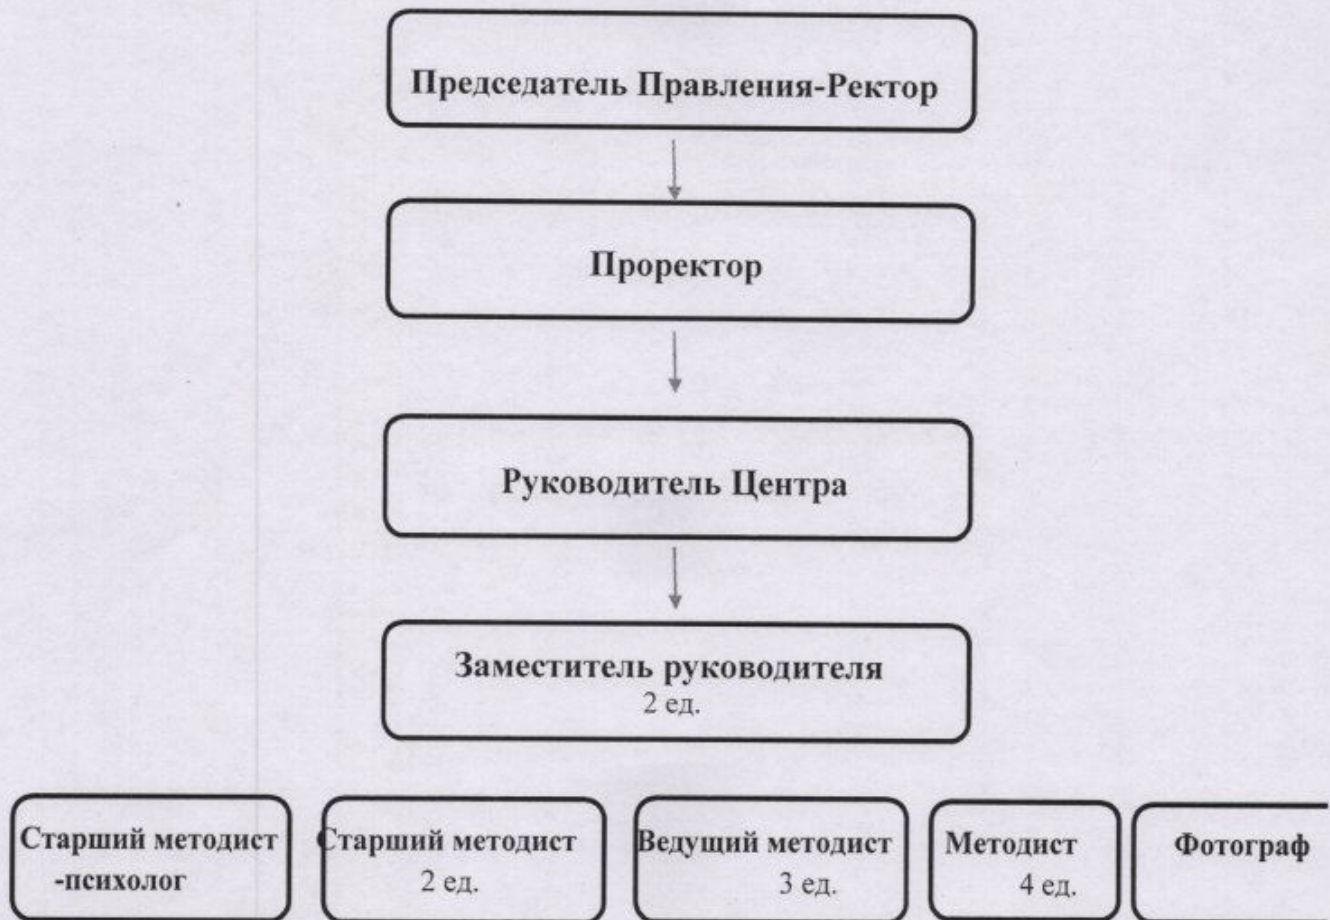 Председатель Правления-Ректор
Проректор
Руководитель Центра
Заместитель руководителя
2 ед.
Старший методист
-психолог
Старший методист
2 ед.
Ведущий методист
3 ед.
Методист
4 ед.
Фотограф